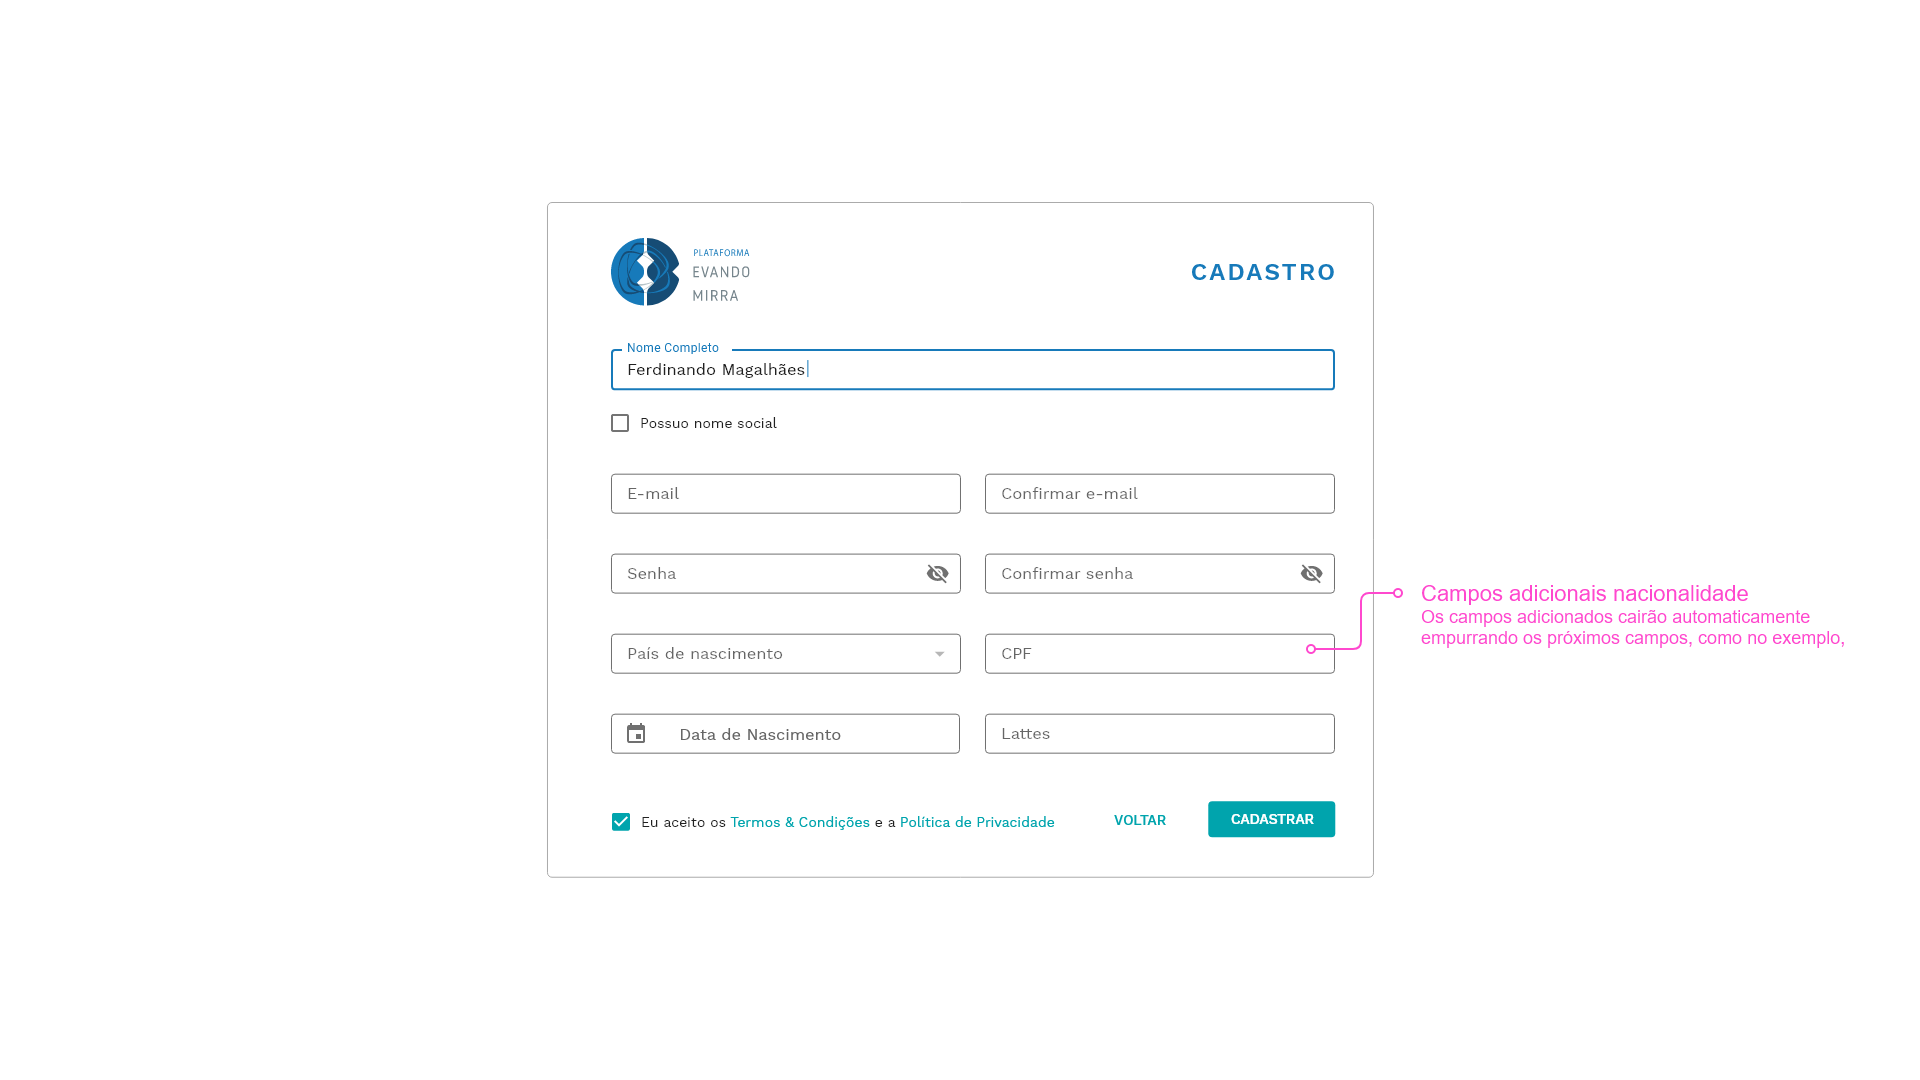 PLATAFORMA
EVANDO
MIRRA
CADASTRO
Nome Completo
Ferdinando Magalhães
Possuo nome social
E-mail
Confirmar e-mail
Senha
Confirmar senha
País de nascimento
CPF
Campos adicionais nacionalidade
Os campos adicionados cairão automaticamente
empurrando os próximos campos, como no exemplo,
Data de Nascimento
Lattes
Eu aceito os Termos & Condições e a Política de Privacidade
VOLTAR
CADASTRAR